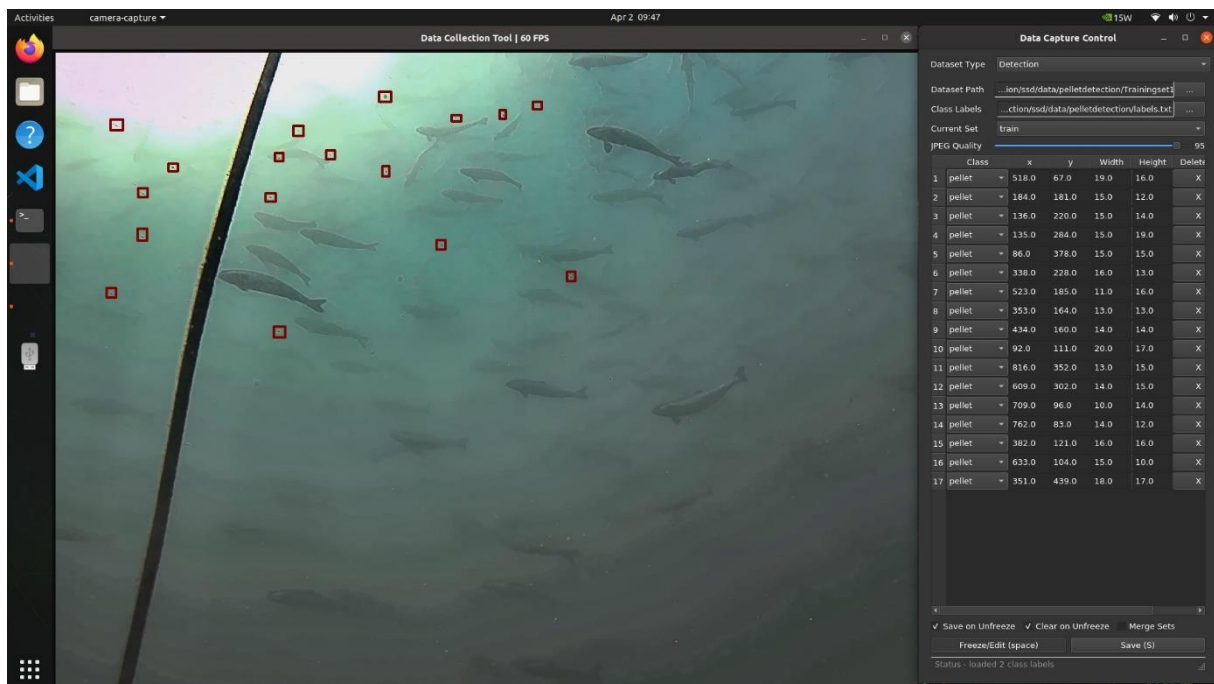 Activities camera-capture Apr 2 09:47 15W
Data Collection Tool | 60 FPS
Data Capture Control
Dataset Type Detection
Dataset Path ...ion/ssd/data/pelletdetection/Trainingset1 ...
Class Labels ...ction/ssd/data/pelletdetection/labels.txt ...
Current Set train
JPEG Quality 95
Class x y Width Height Delete
1 pellet 518.0 67.0 19.0 16.0 X
2 pellet 184.0 181.0 15.0 12.0 X
3 pellet 136.0 220.0 15.0 14.0 X
4 pellet 135.0 284.0 15.0 19.0 X
5 pellet 86.0 378.0 15.0 15.0 X
6 pellet 338.0 228.0 16.0 13.0 X
7 pellet 523.0 185.0 11.0 16.0 X
8 pellet 353.0 164.0 13.0 13.0 X
9 pellet 434.0 160.0 14.0 14.0 X
10 pellet 92.0 111.0 20.0 17.0 X
11 pellet 816.0 352.0 13.0 15.0 X
12 pellet 609.0 302.0 14.0 15.0 X
13 pellet 709.0 96.0 10.0 14.0 X
14 pellet 762.0 83.0 14.0 12.0 X
15 pellet 382.0 121.0 16.0 16.0 X
16 pellet 633.0 104.0 15.0 10.0 X
17 pellet 351.0 439.0 18.0 17.0 X
Save on Unfreeze Clear on Unfreeze Merge Sets
Freeze/Edit (space) Save (S)
Status - loaded 2 class labels